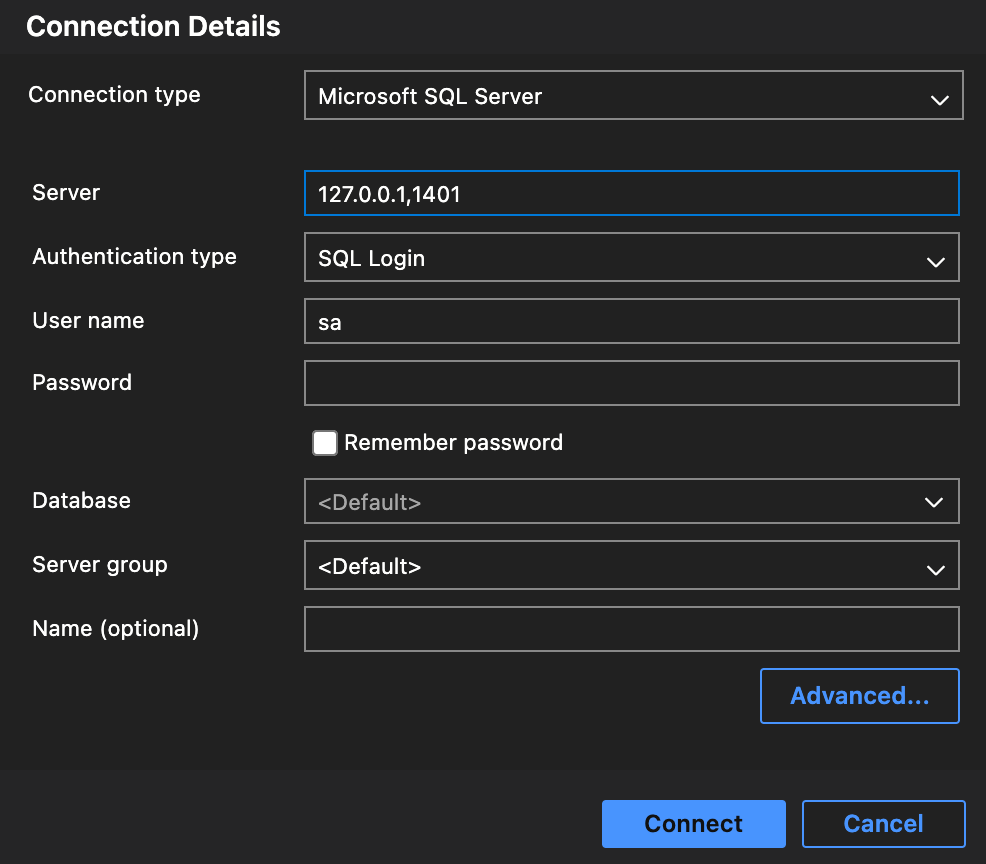 Connection Details
Connection type
Microsoft SQL Server
Server
127.0.0.1,1401
Authentication type
SQL Login
User name
sa
Password
Remember password
Database
<Default>
Server group
<Default>
Name (optional)
Advanced...
Connect
Cancel